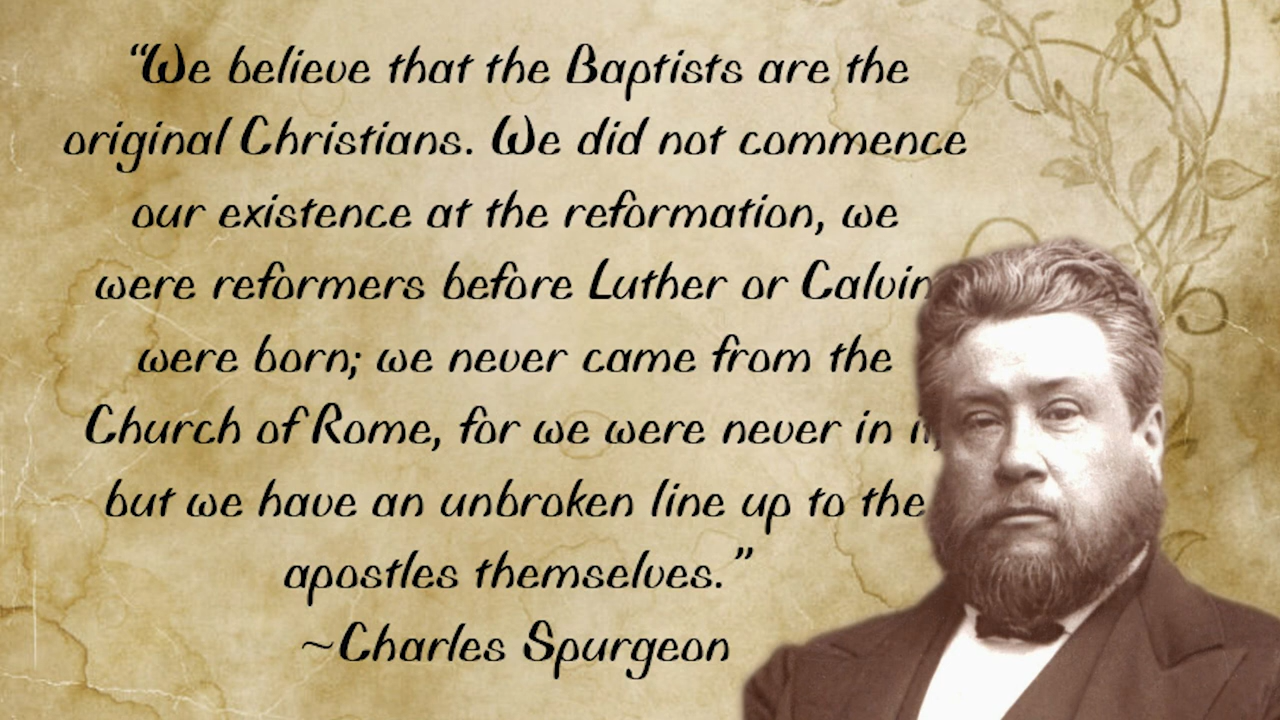 “We believe that the Baptists are the
original Christians. We did not commence
our existence at the reformation, we
were reformers before Luther or Calvin
were born; we never came from the
Church of Rome, for we were never in
but we have an unbroken line up to the
apostles themselves.”
~Charles Spurgeon